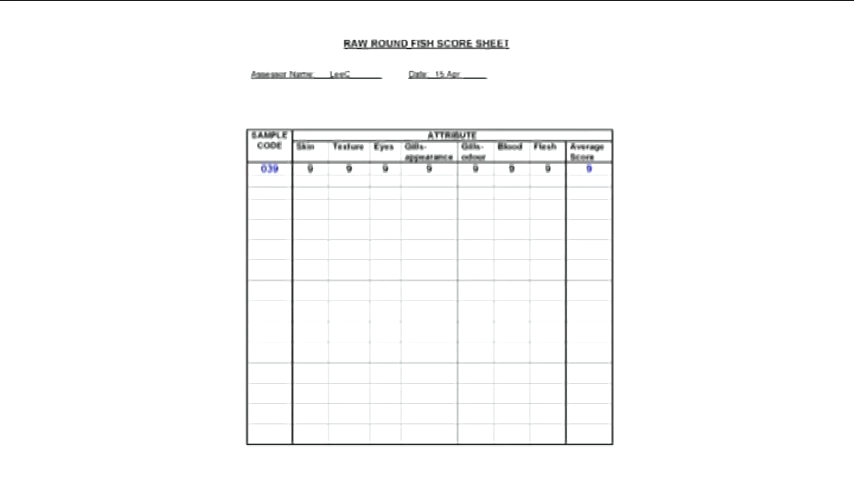 RAW ROUND FISH SCORE SHEET
Assessor Name: LeeC Date: 15 Apr
SAMPLE CODE ATTRIBUTE
Skin Texture Eyes Gills-appearance Gills-odour Blood Flesh Average Score
039 9 9 9 9 9 9 9 9